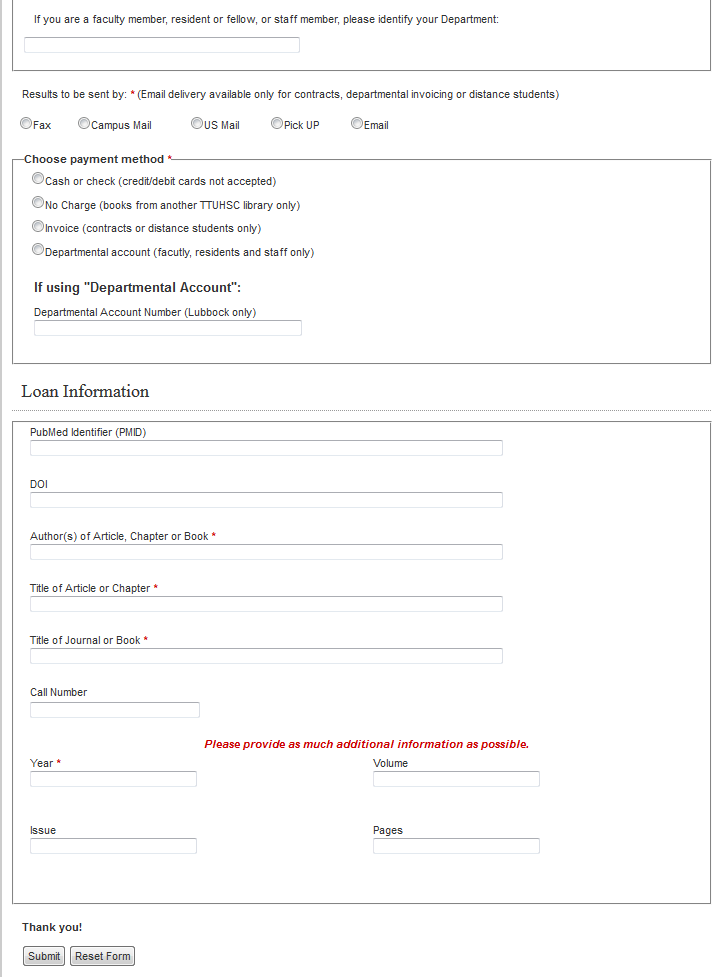 If you are a faculty member, resident or fellow, or staff member, please identify your Department:
Results to be sent by: * (Email delivery available only for contracts, departmental invoicing or distance students)
Fax Campus Mail US Mail Pick UP Email
Choose payment method *
Cash or check (credit/debit cards not accepted)
No Charge (books from another TTUHSC library only)
Invoice (contracts or distance students only)
Departmental account (facutly, residents and staff only)
If using "Departmental Account":
Departmental Account Number (Lubbock only)
Loan Information
PubMed Identifier (PMID)
DOI
Author(s) of Article, Chapter or Book *
Title of Article or Chapter *
Title of Journal or Book *
Call Number
Please provide as much additional information as possible.
Year * Volume
Issue Pages
Thank you!
Submit Reset Form